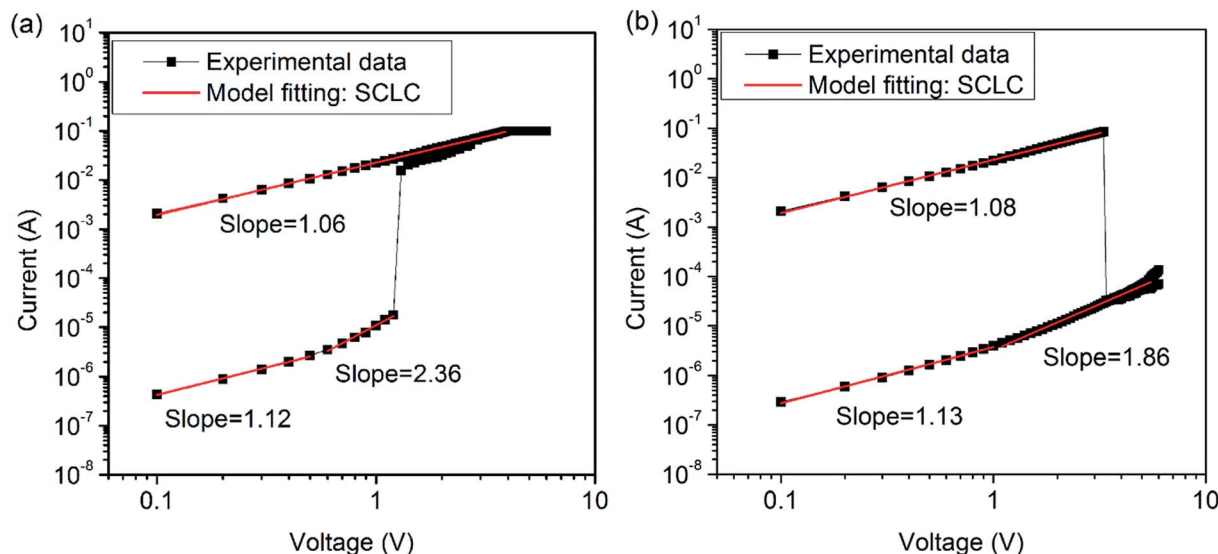 (a)
Experimental data
Model fitting: SCLC
10^1
10^0
10^-1
10^-2
10^-3
10^-4
10^-5
10^-6
10^-7
10^-8
Current (A)
Slope=1.06
Slope=2.36
Slope=1.12
0.1 1 10
Voltage (V)
(b)
Experimental data
Model fitting: SCLC
10^1
10^0
10^-1
10^-2
10^-3
10^-4
10^-5
10^-6
10^-7
10^-8
Current (A)
Slope=1.08
Slope=1.86
Slope=1.13
0.1 1 10
Voltage (V)